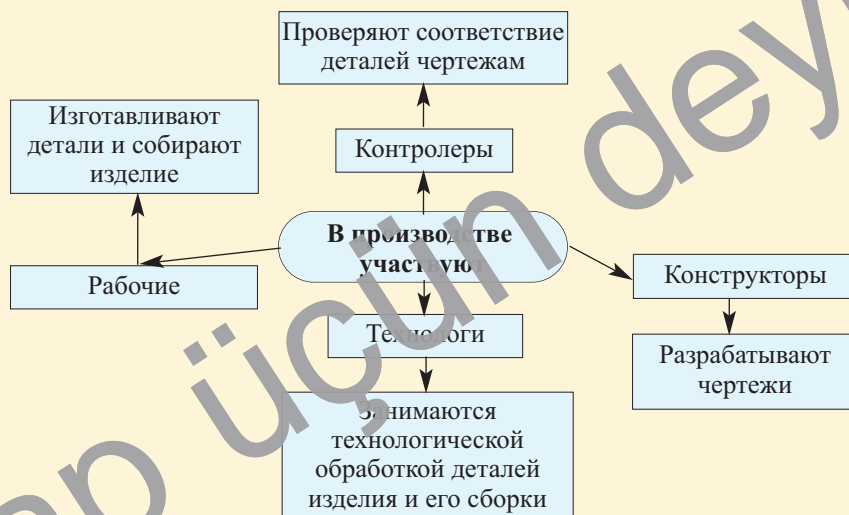 Проверяют соответствие
деталей чертежам
Изготавливают
детали и собирают
изделие
Контролеры
В производстве
участвуют
Рабочие
Конструкторы
Технологи
Разрабатывают
чертежи
Занимаются
технологической
обработкой деталей
изделия и его сборки
üçün